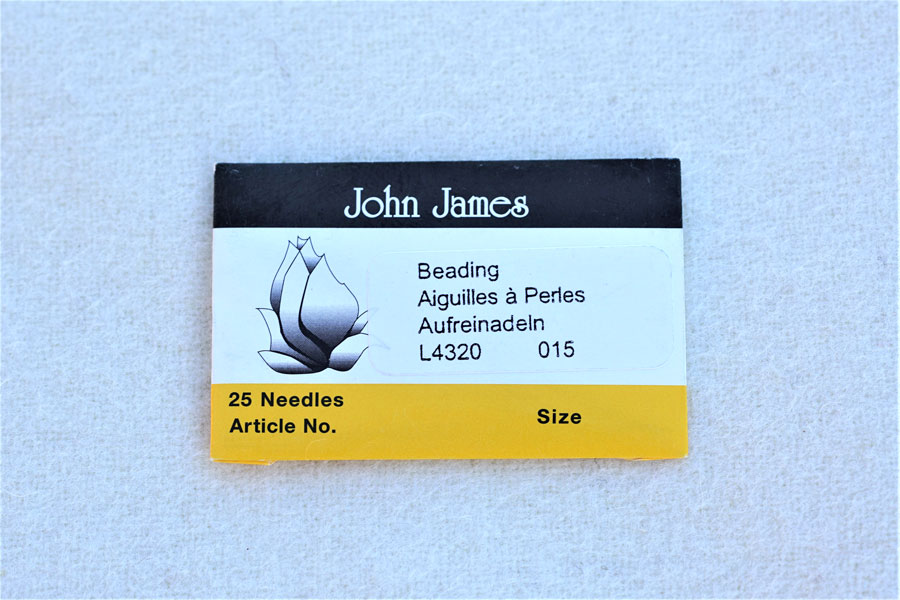 John James
Beading
Aiguilles à Perles
Aufreinadeln
L4320 015
25 Needles
Article No.
Size